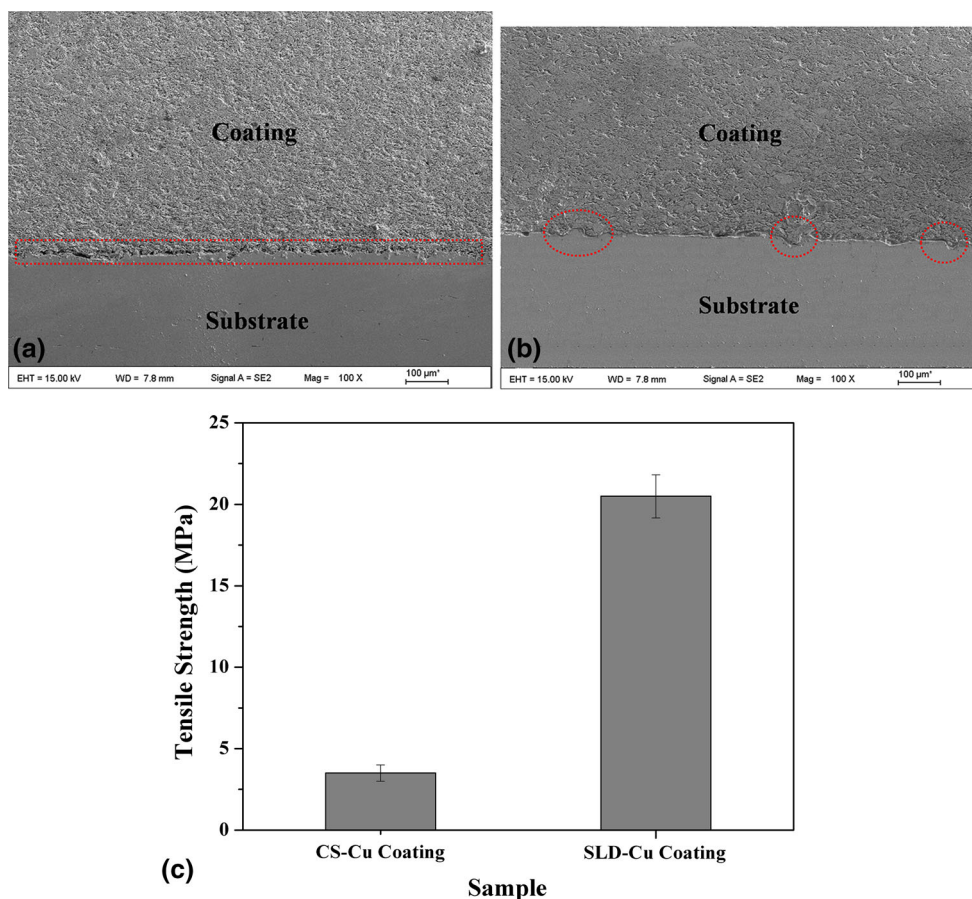 Coating
Substrate
(a)
EHT = 15.00 kV WD = 7.8 mm Signal A = SE2 Mag = 100 X 100 μm*
Coating
Substrate
(b)
EHT = 15.00 kV WD = 7.8 mm Signal A = SE2 Mag = 100 X 100 μm*
25
20
15
10
5
0
Tensile Strength (MPa)
CS-Cu Coating SLD-Cu Coating
Sample
(c)